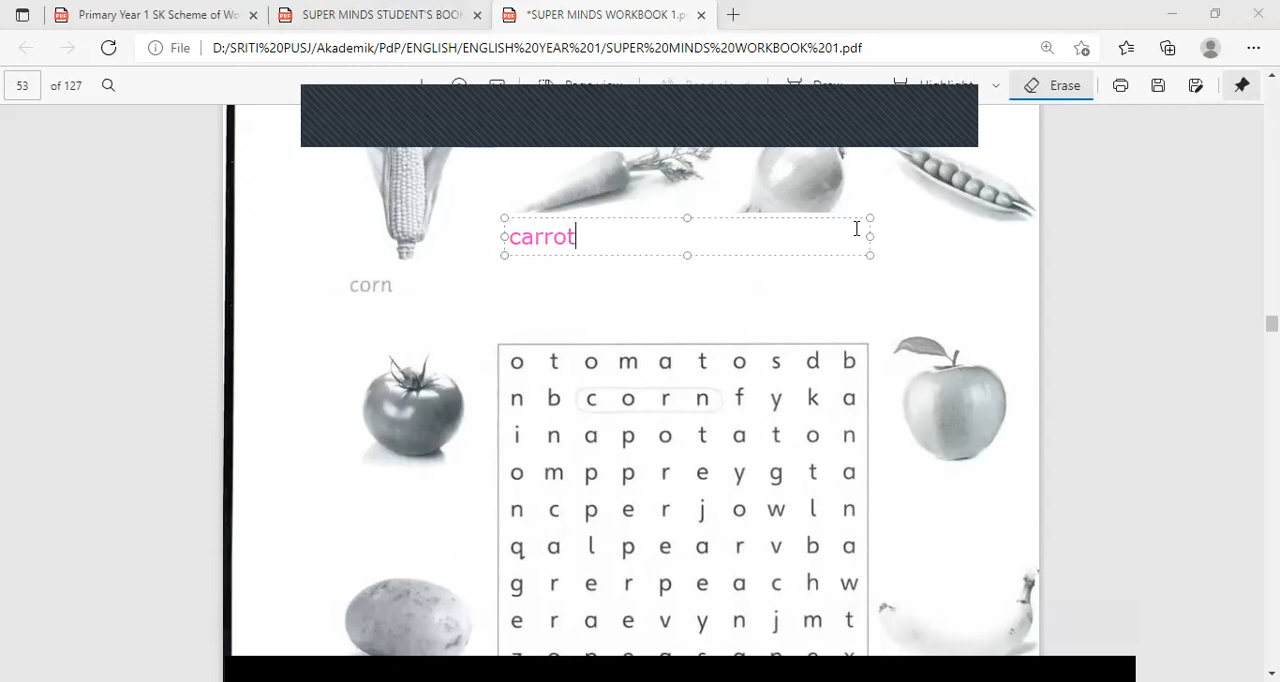 Primary Year 1 SK Scheme of Wo
SUPER MINDS STUDENT'S BOO
*SUPER MINDS WORKBOOK 1.p
File
D:/SRITI%20PUSJ/Akademik/PdP/ENGLISH/ENGLISH%20YEAR%201/SUPER%20MINDS%20WORKBOOK%201.pdf
53 of 127
Erase
carrot
corn
o t o m a t o s d b
n b c o r n f y k a
i n a p o t a t o n
o m p p r e y g t a
n c p e r j o w l n
q a l p e a r v b a
g r e r p e a c h w
e r a e v y n j m t